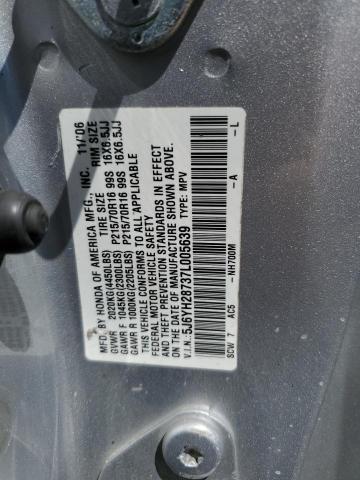 MFD. BY HONDA OF AMERICA MFG., INC. 11/06
TIRE SIZE RIM SIZE
GVWR 2020KG(4450LBS)
GAWR F 1045KG(2300LBS) P215/70R16 99S 16X6.5JJ
GAWR R 1000KG(2205LBS) P215/70R16 99S 16X6.5JJ
THIS VEHICLE CONFORMS TO ALL APPLICABLE
FEDERAL MOTOR VEHICLE SAFETY, BUMPER, AND
THEFT PREVENTION STANDARDS IN EFFECT
ON THE DATE OF MANUFACTURE SHOWN ABOVE.
V.I.N.: 5J6YH28737L005639 TYPE: MPV
SCW 7 AC5 -NH700M -A -L